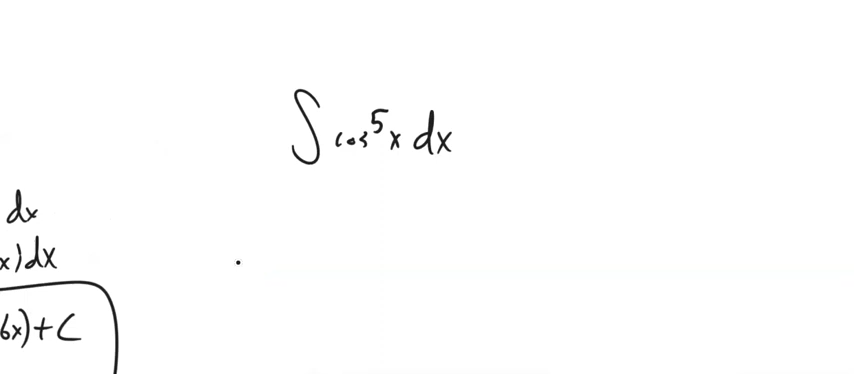 ∫ cos⁵x dx
dx
x)dx
6x)+C